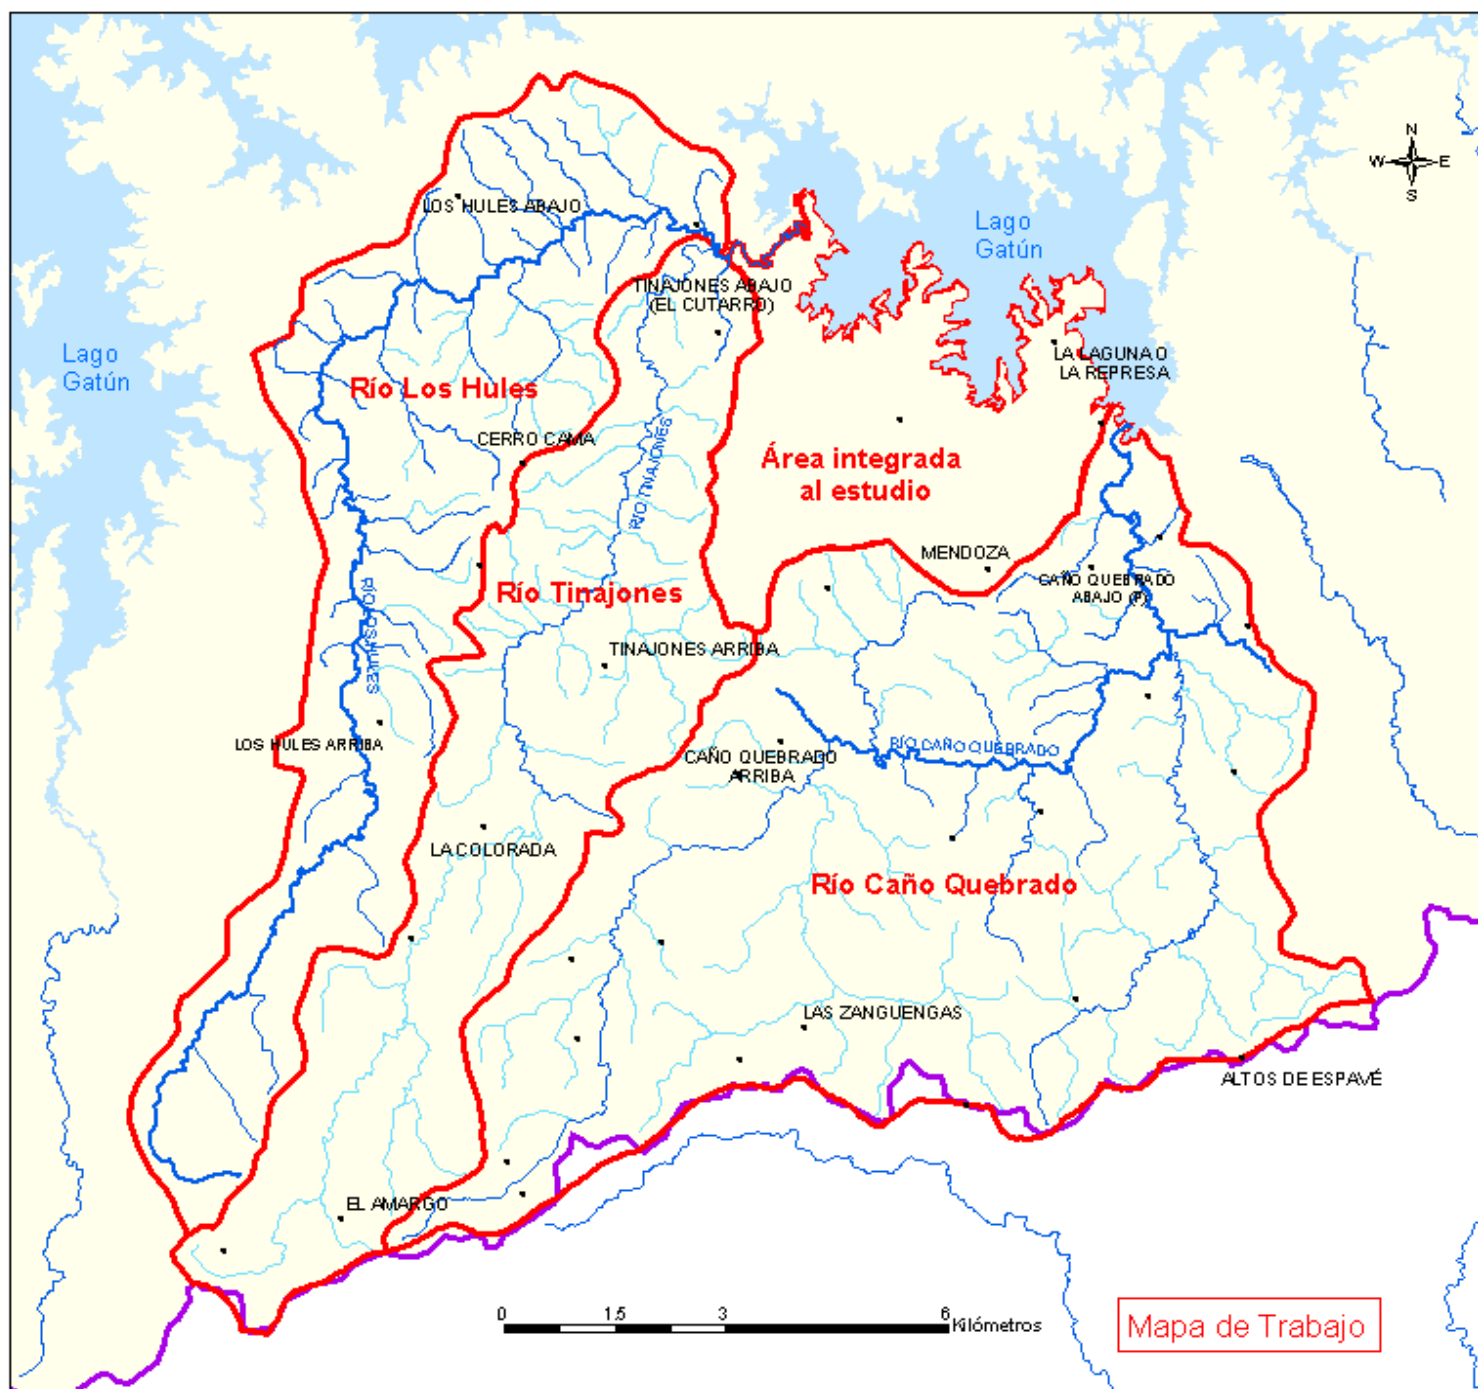 N
W E
S
LOS HULES ABAJO
Lago
Gatún
TINAJONES ABAJO
(EL CUTARRO)
Lago
Gatún
LA LAGUNA O
LA REPRESA
Río Los Hules
CERRO CAMA
RÍO TINAJONES
Área integrada
al estudio
MENDOZA
CAÑO QUEBRADO
ABAJO (P)
Río Tinajones
RÍO LOS HULES
TINAJONES ARRIBA
LOS HULES ARRIBA
CAÑO QUEBRADO
ARRIBA
RÍO CAÑO QUEBRADO
LA COLORADA
Río Caño Quebrado
LAS ZANGUENGAS
ALTOS DE ESPAVÉ
EL AMARGO
0 1.5 3 6
Kilómetros
Mapa de Trabajo